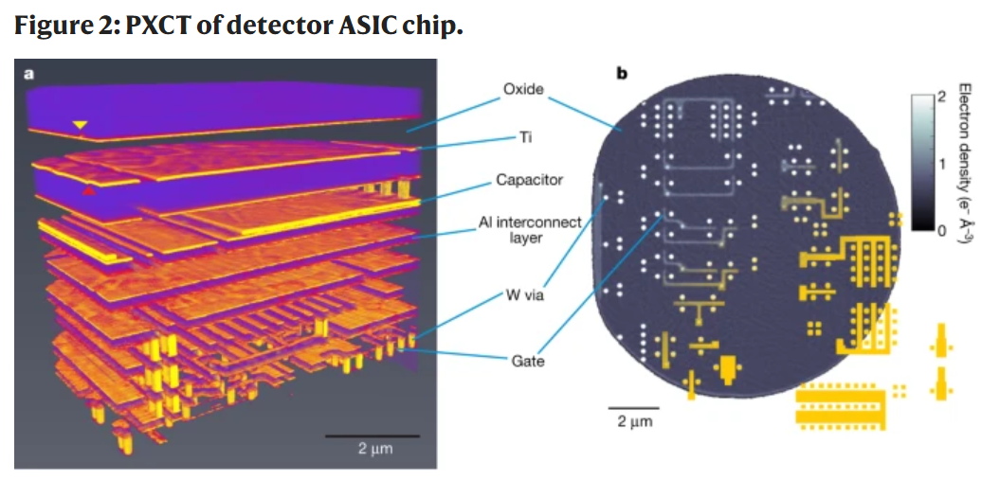 Figure 2: PXCT of detector ASIC chip.
a
Oxide
Ti
Capacitor
Al interconnect
layer
W via
Gate
2 μm
b
2 μm
2
1
0
Electron density (e⁻ Å⁻³)